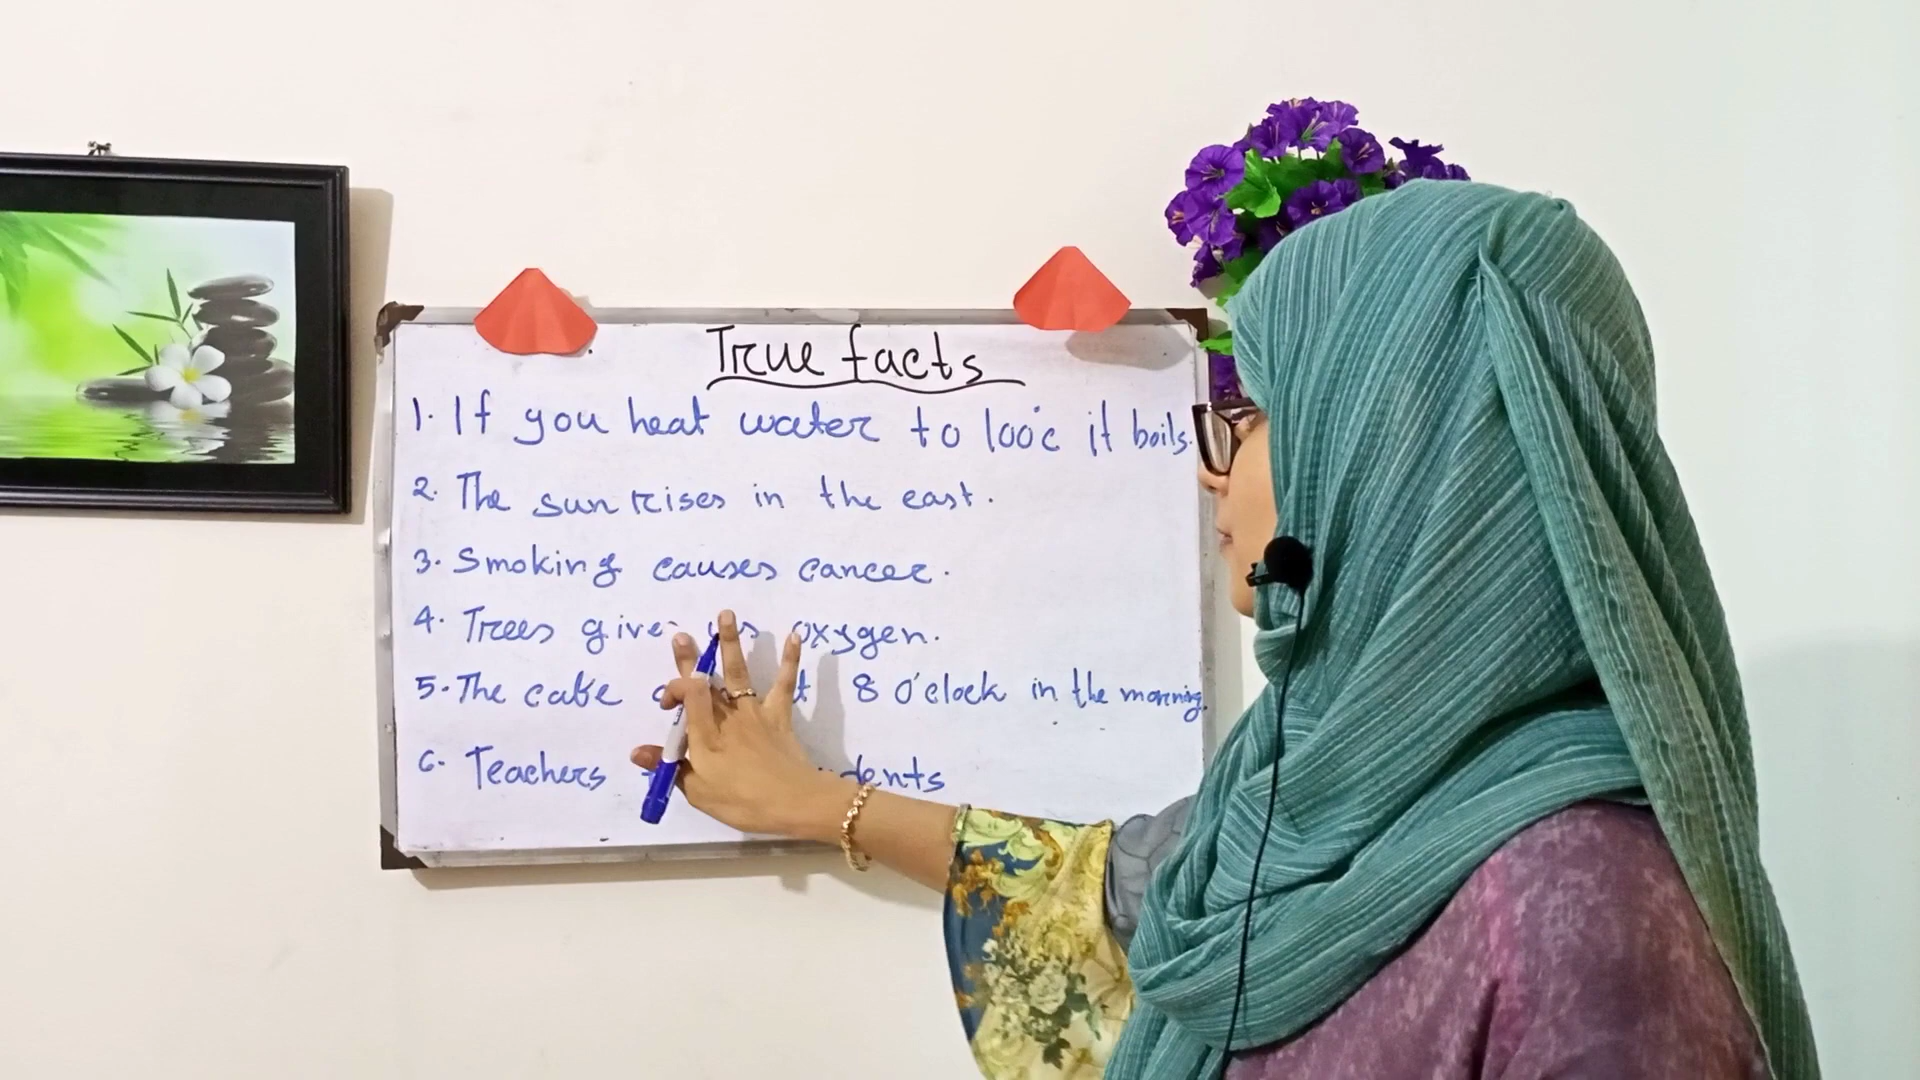 True facts
1. If you heat water to 100°c it boils.
2. The sun rises in the east.
3. Smoking causes cancer.
4. Trees give us oxygen.
5. The cafe 8 O'clock in the morning.
6. Teachers